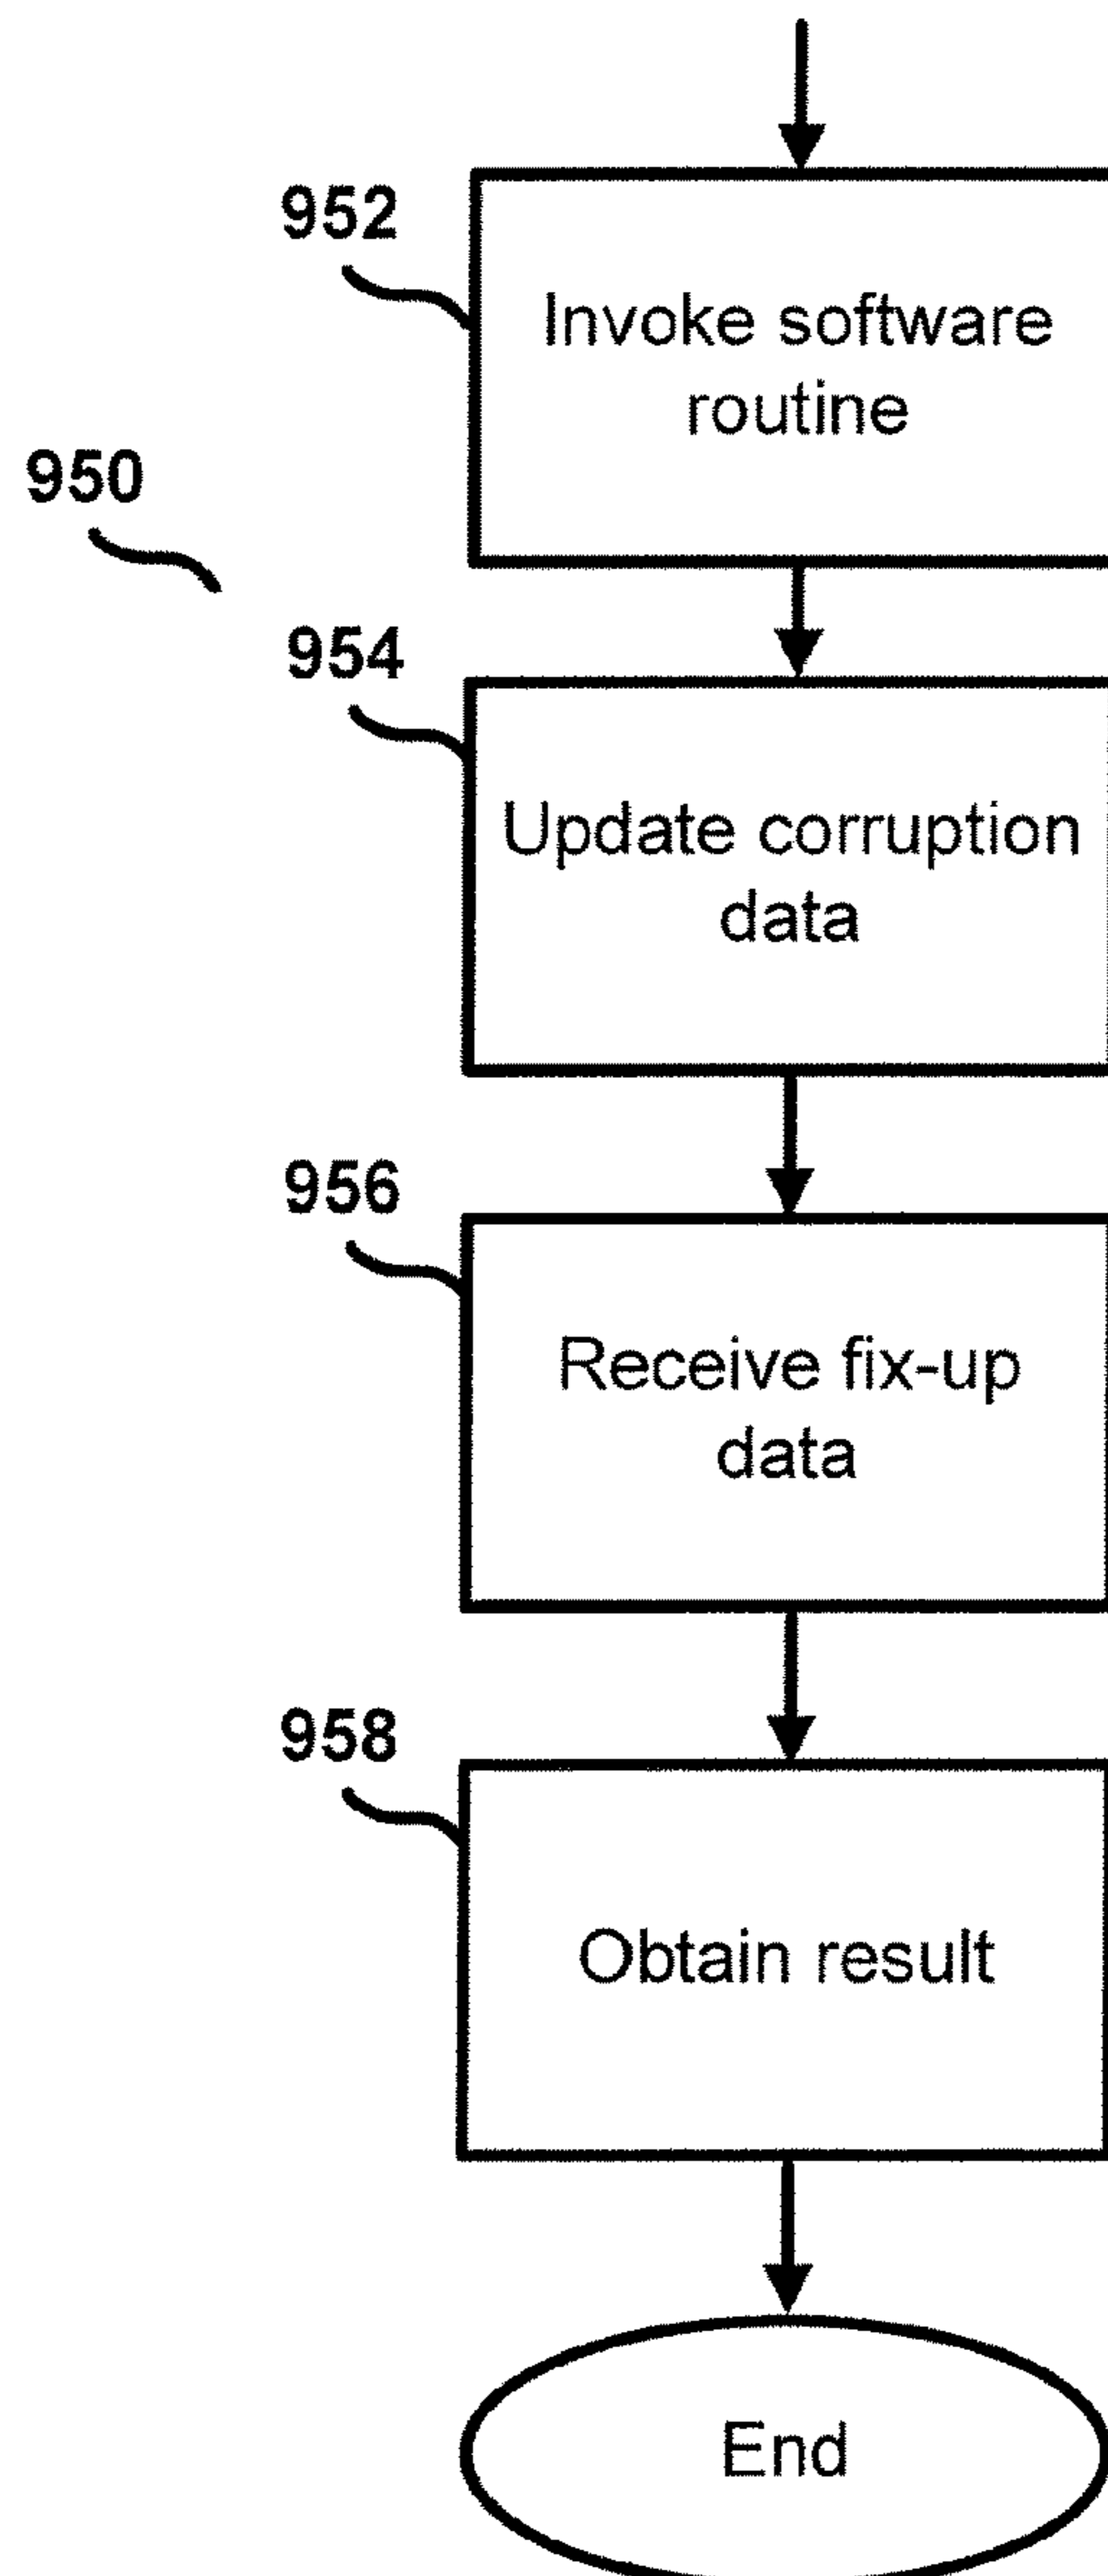 952
Invoke software
routine
950
954
Update corruption
data
956
Receive fix-up
data
958
Obtain result
End